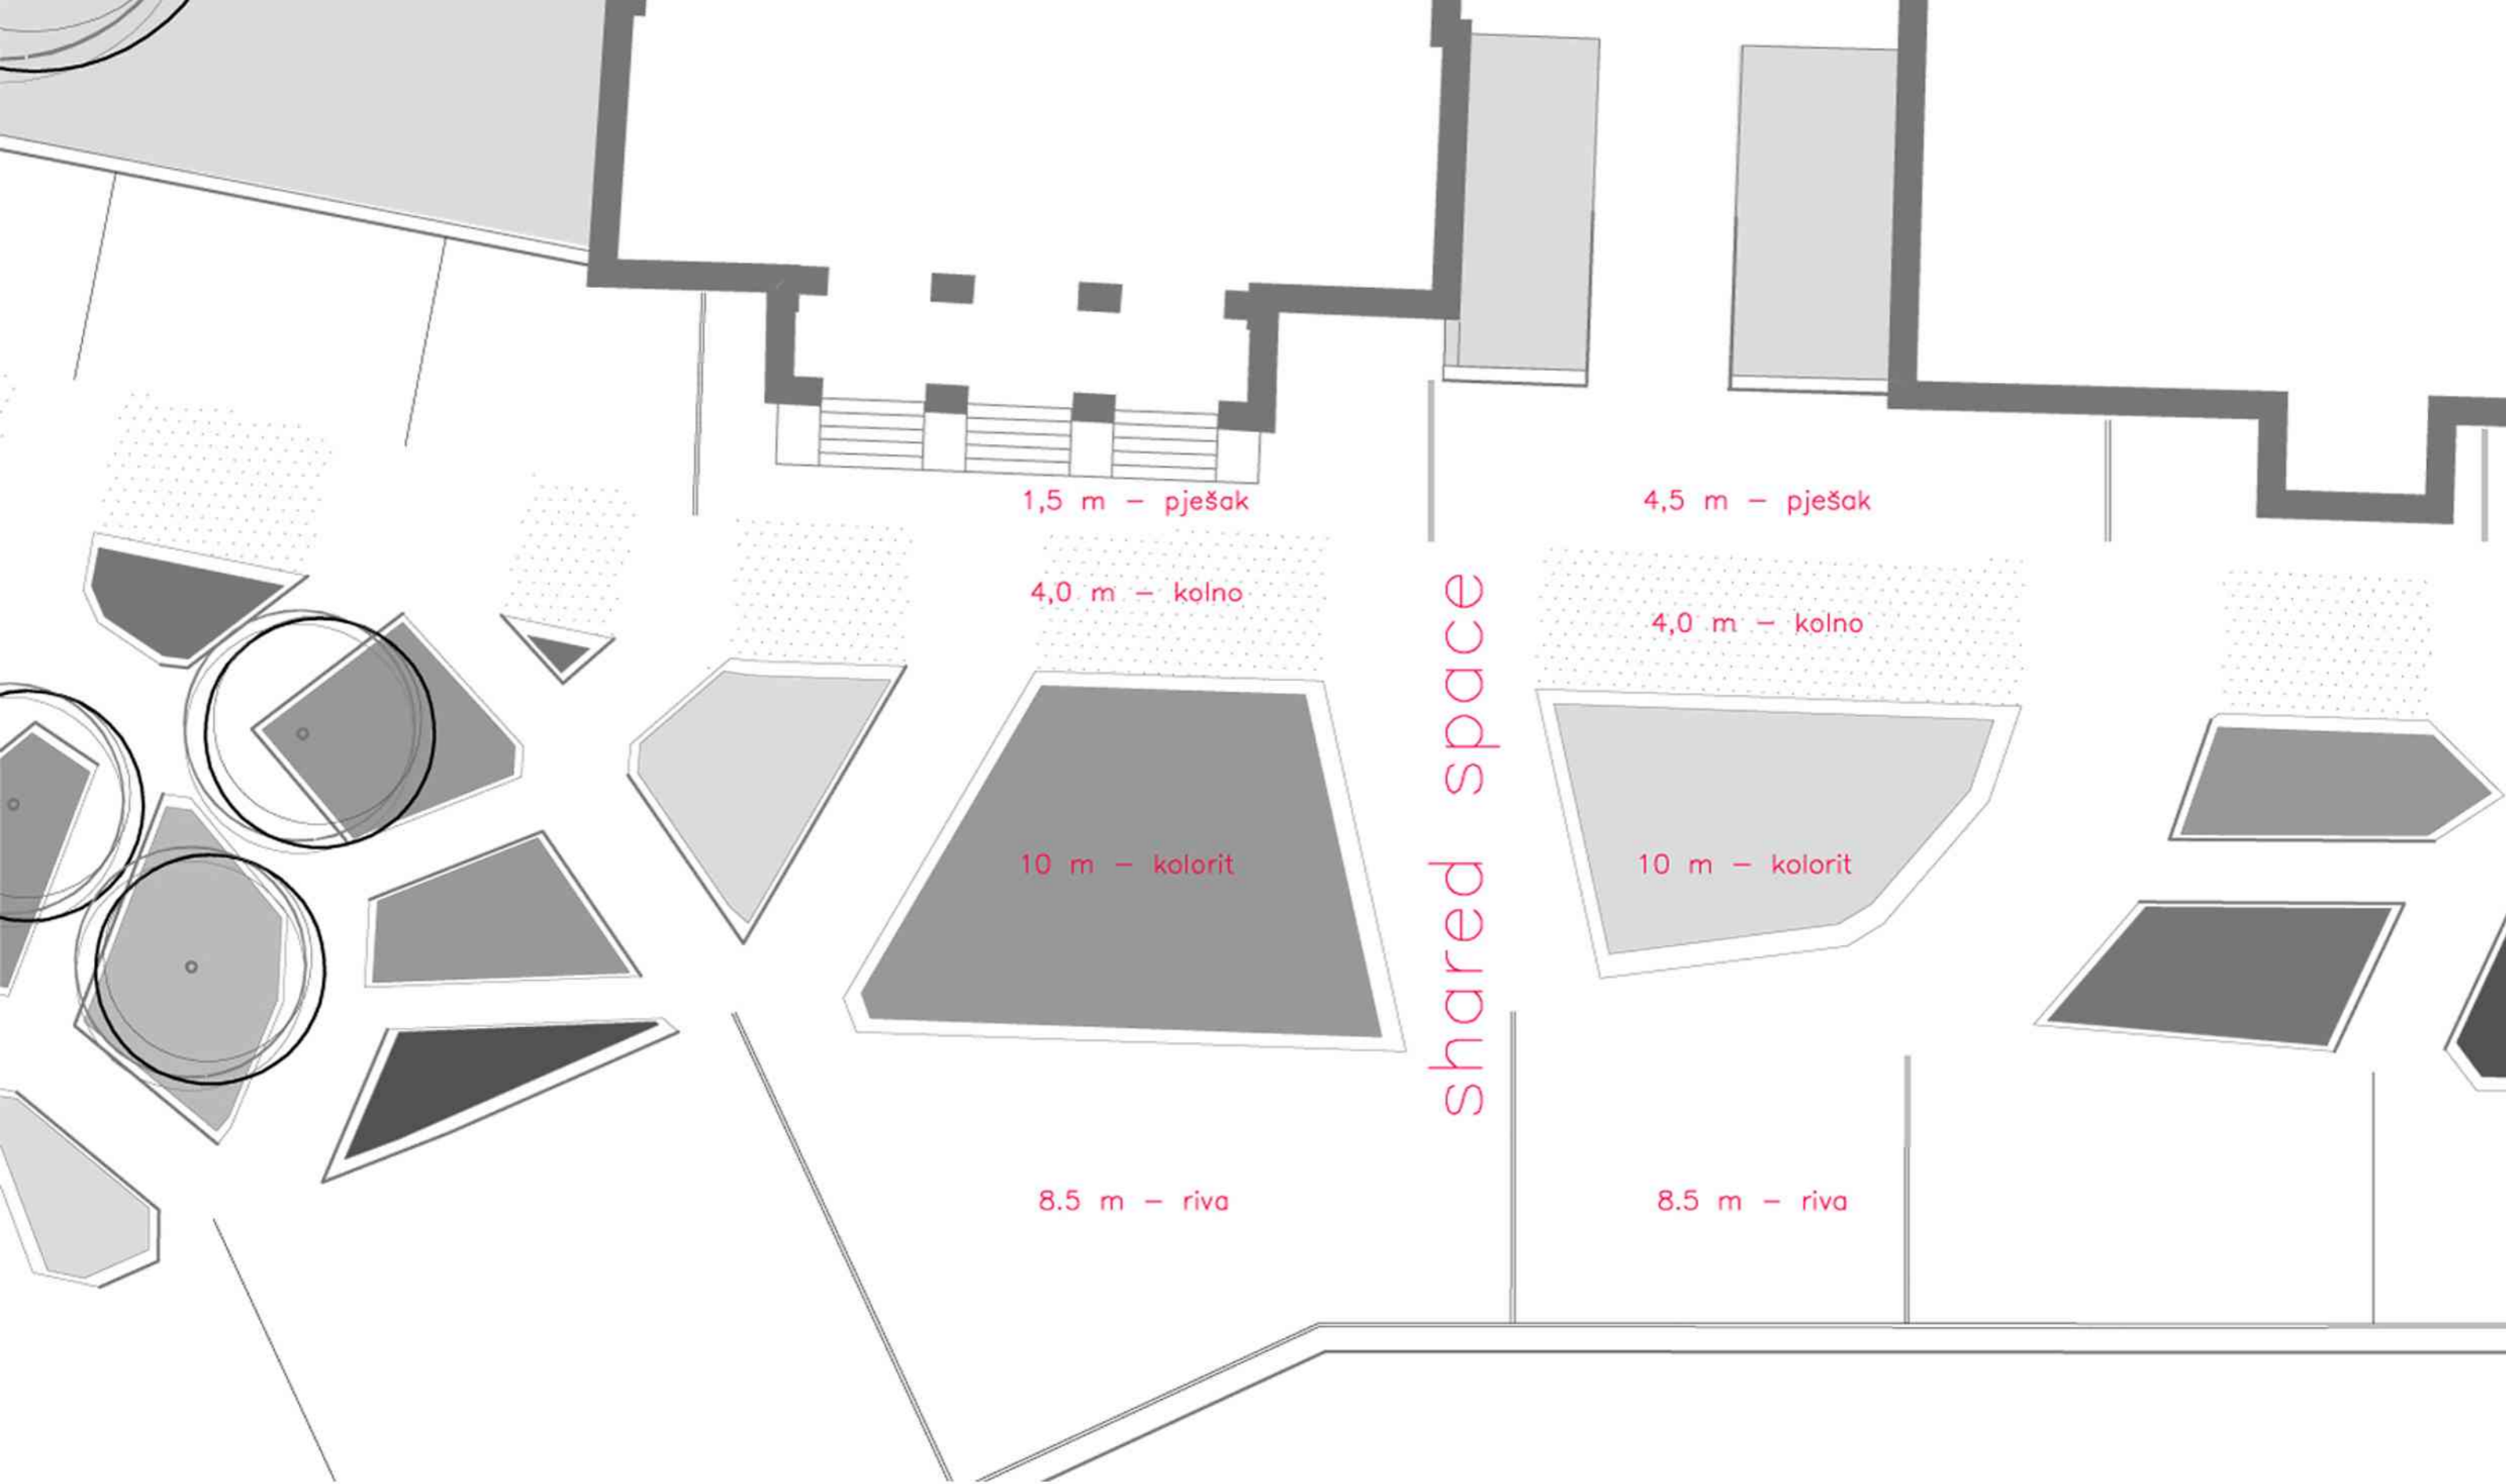 1,5 m – pješak
4,5 m – pješak
4,0 m – kolno
4,0 m – kolno
shared space
10 m – kolorit
10 m – kolorit
8.5 m – riva
8.5 m – riva